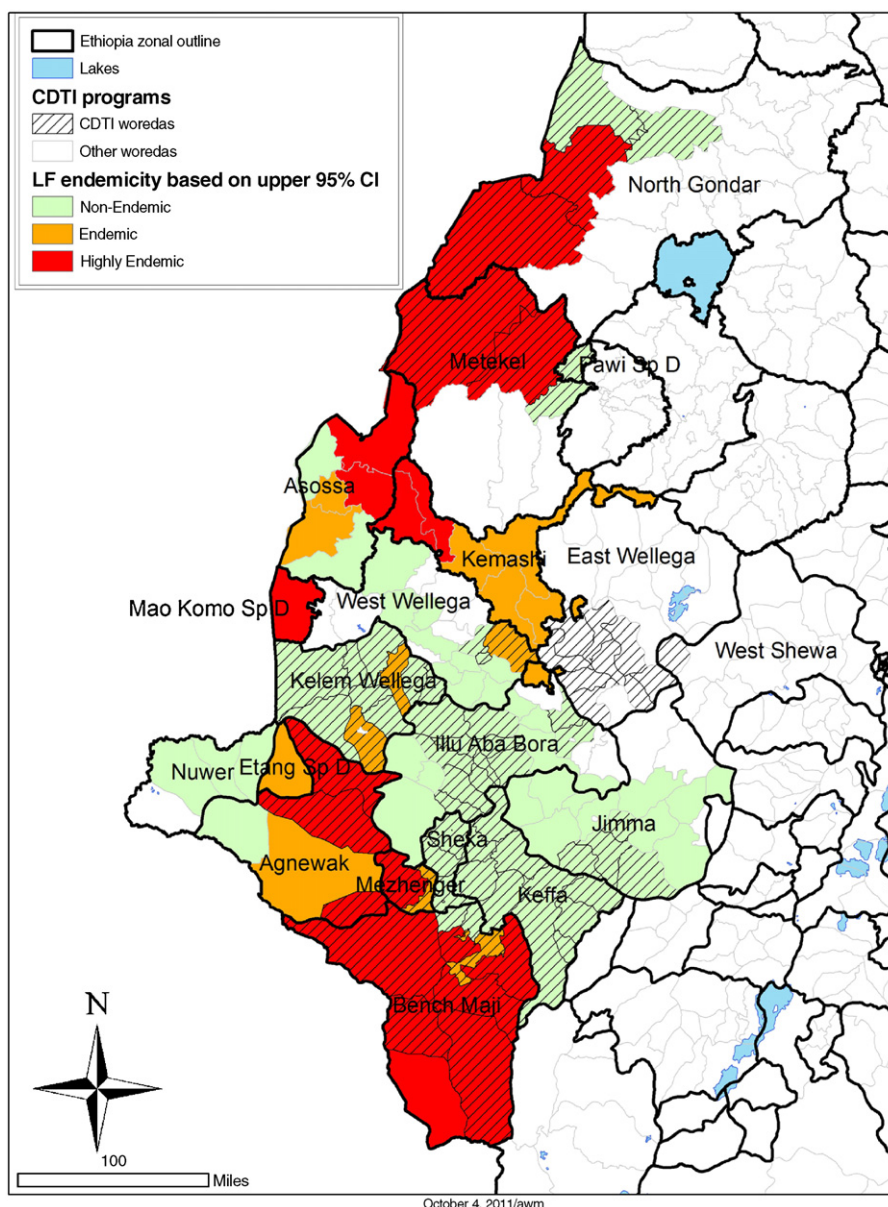 Ethiopia zonal outline
Lakes
CDTI programs
CDTI woredas
Other woredas
LF endemicity based on upper 95% CI
Non-Endemic
Endemic
Highly Endemic
North Gondar
Metekel
Pawi Sp D
Asossa
Kemashi
East Wellega
Mao Komo Sp D
West Wellega
West Shewa
Kelem Wellega
Illu Aba Bora
Nuwer
Etang Sp D
Jimma
Sheka
Agnewak
Mezhenger
Keffa
Bench Maji
N
100
Miles
October 4, 2011/awm